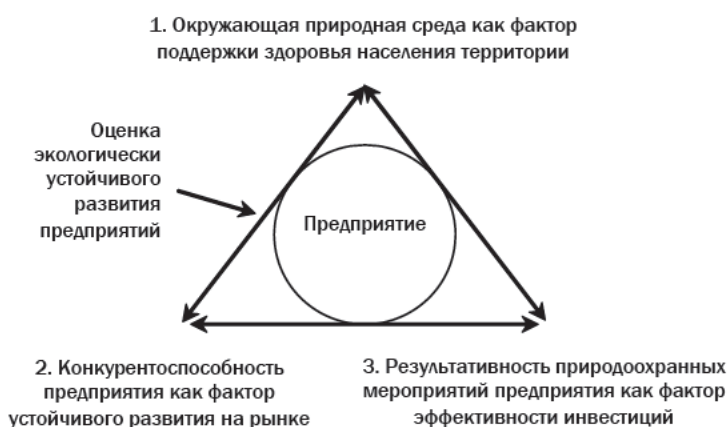 1. Окружающая природная среда как фактор
поддержки здоровья населения территории
Оценка
экологически
устойчивого
развития
предприятий
Предприятие
2. Конкурентоспособность
предприятия как фактор
устойчивого развития на рынке
3. Результативность природоохранных
мероприятий предприятия как фактор
эффективности инвестиций